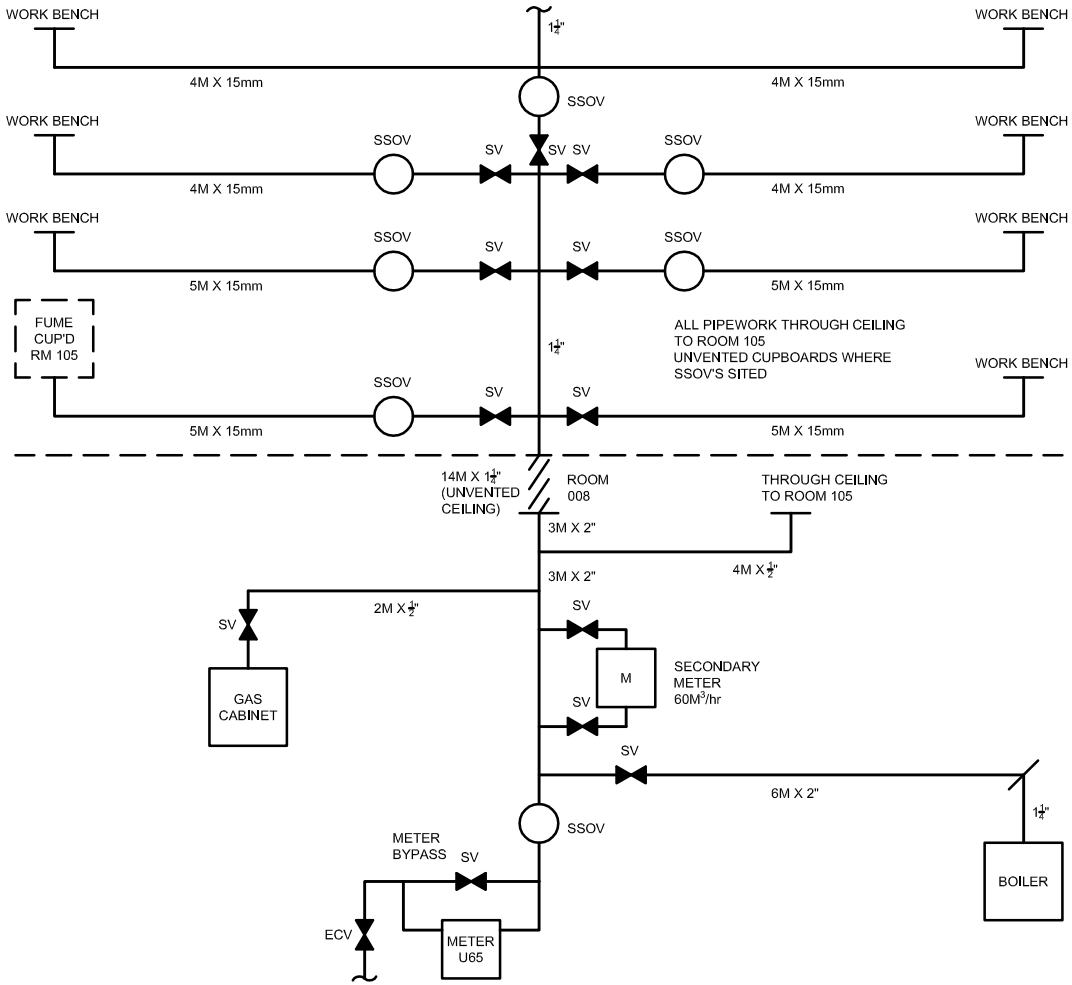 WORK BENCH
1¼"
WORK BENCH
4M X 15mm
4M X 15mm
SSOV
WORK BENCH
SSOV
SV
SV
SV
SSOV
WORK BENCH
4M X 15mm
4M X 15mm
WORK BENCH
SSOV
SV
SV
SSOV
WORK BENCH
5M X 15mm
5M X 15mm
FUME
CUP'D
RM 105
1¼"
ALL PIPEWORK THROUGH CEILING
TO ROOM 105
UNVENTED CUPBOARDS WHERE
SSOV'S SITED
SSOV
SV
SV
WORK BENCH
5M X 15mm
5M X 15mm
14M X 1¼"
(UNVENTED
CEILING)
ROOM
008
THROUGH CEILING
TO ROOM 105
3M X 2"
4M X ½"
3M X 2"
2M X ½"
SV
SV
GAS
CABINET
M
SECONDARY
METER
60M³/hr
SV
SV
6M X 2"
1¼"
SSOV
METER
BYPASS
SV
BOILER
ECV
METER
U65